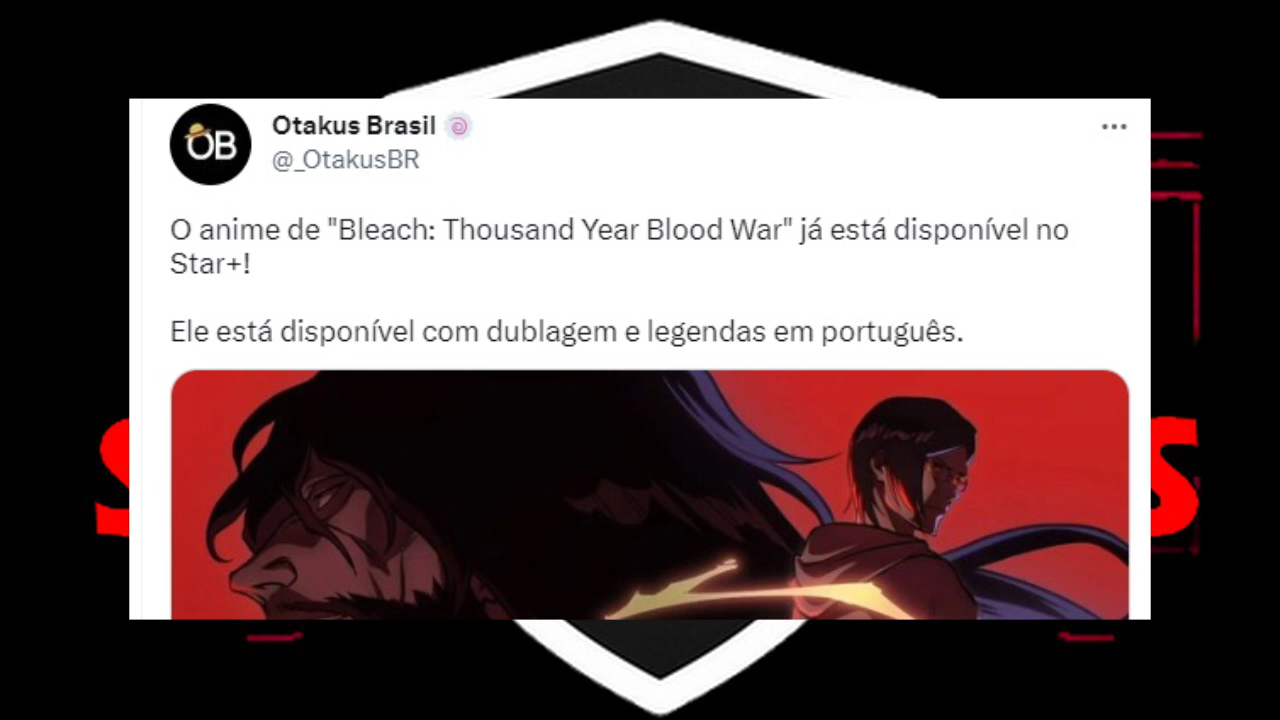 OB
Otakus Brasil
@_OtakusBR
O anime de "Bleach: Thousand Year Blood War" já está disponível no
Star+!
Ele está disponível com dublagem e legendas em português.
S S